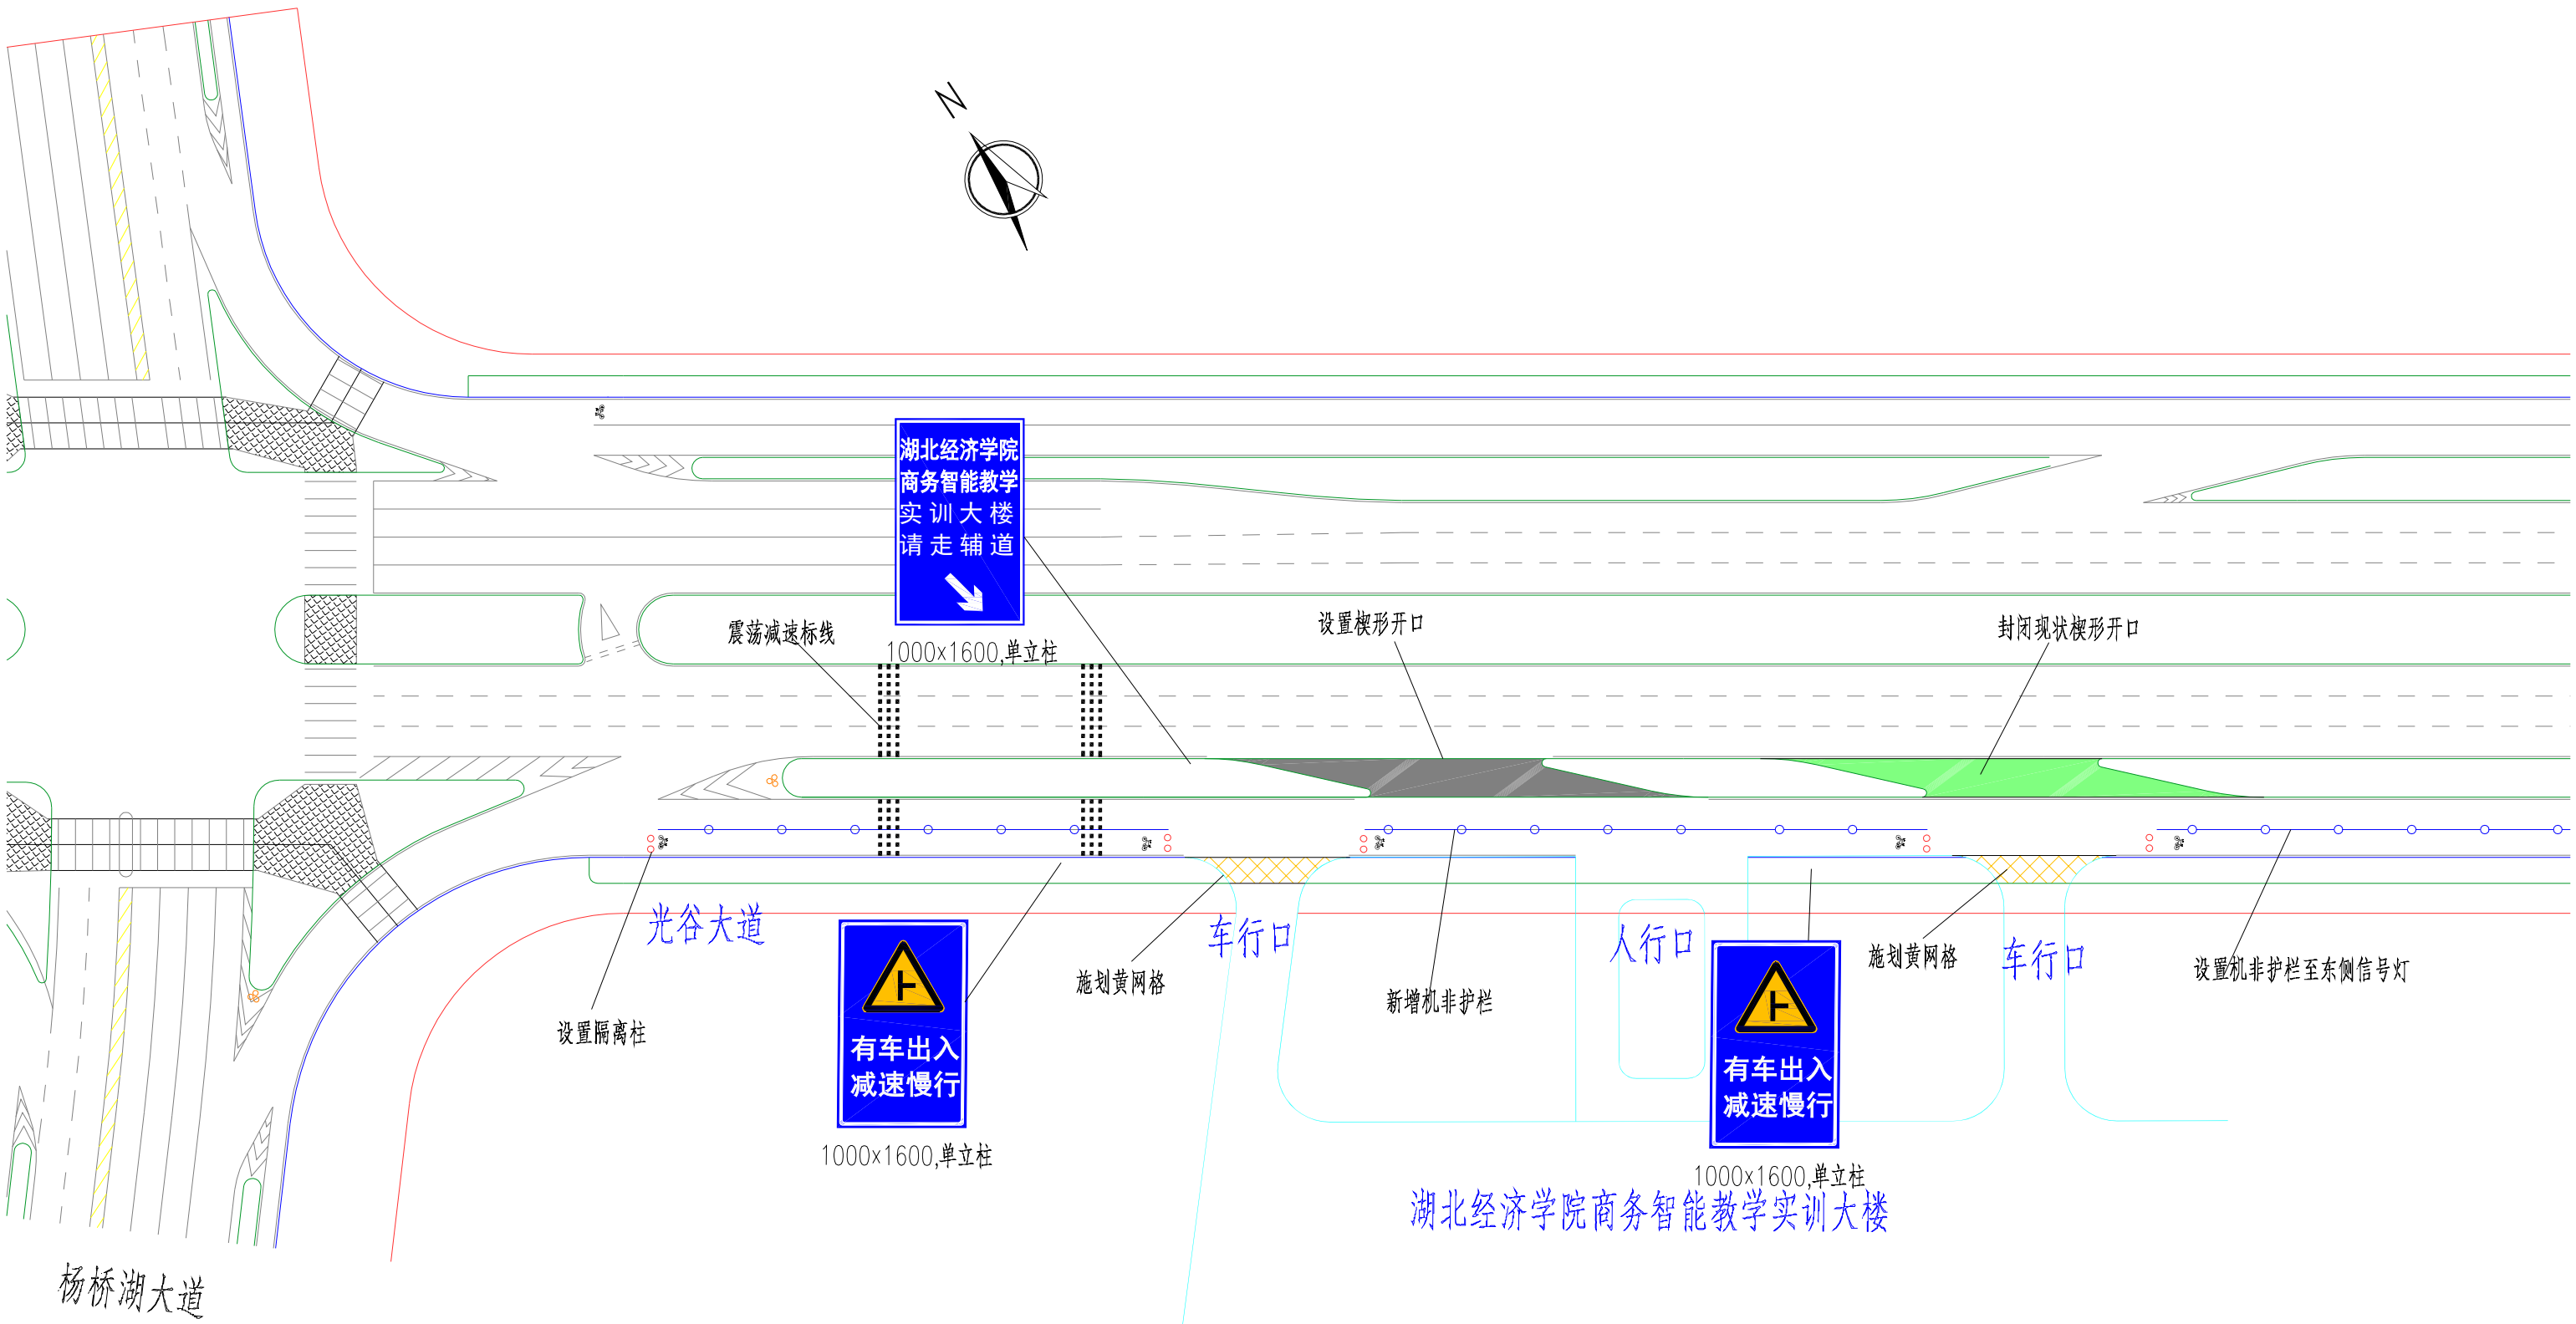 N
湖北经济学院
商务智能教学
实训大楼
请走辅道
1000×1600,单立柱
震荡减速标线
设置楔形开口
封闭现状楔形开口
光谷大道
车行口
人行口
车行口
施划黄网格
施划黄网格
设置机非护栏至东侧信号灯
新增机非护栏
设置隔离柱
有车出入
减速慢行
1000×1600,单立柱
有车出入
减速慢行
1000×1600,单立柱
湖北经济学院商务智能教学实训大楼
杨桥湖大道